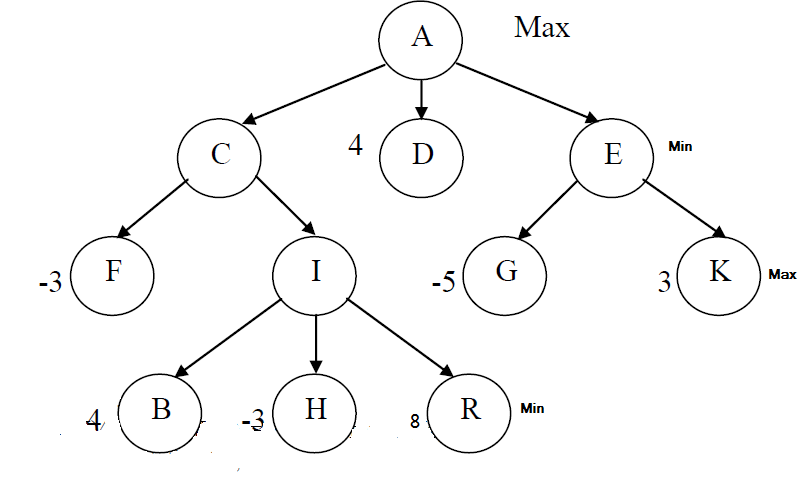 A Max
C 4 D E Min
-3 F I -5 G 3 K Max
4 B -3 H 8 R Min